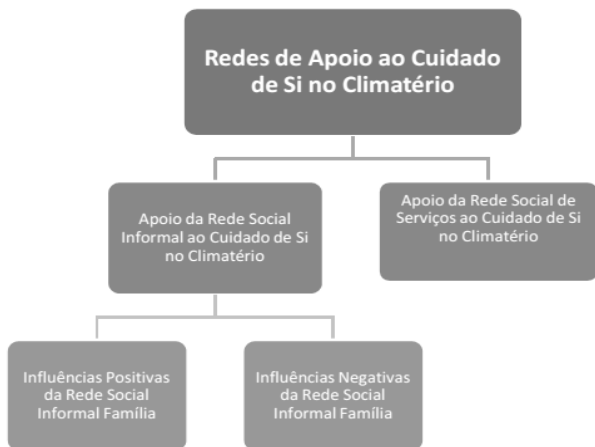 Redes de Apoio ao Cuidado
de Si no Climatério
Apoio da Rede Social
Informal ao Cuidado de Si
no Climatério
Apoio da Rede Social de
Serviços ao Cuidado de Si
no Climatério
Influências Positivas
da Rede Social
Informal Família
Influências Negativas
da Rede Social
Informal Família